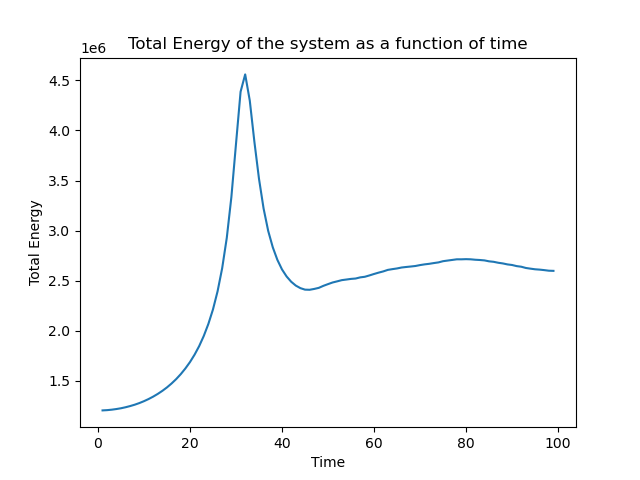 Total Energy of the system as a function of time
1e6
4.5
4.0
3.5
3.0
2.5
2.0
1.5
Total Energy
0 20 40 60 80 100
Time